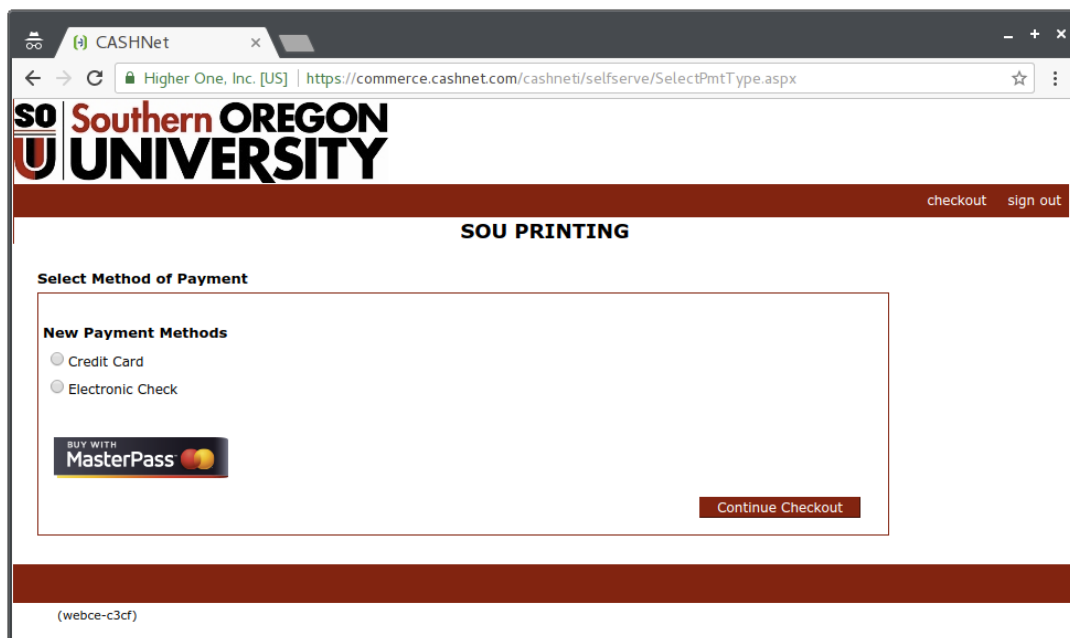 CASHNet
Higher One, Inc. [US] https://commerce.cashnet.com/cashneti/selfserve/SelectPmtType.aspx
SO Southern OREGON
U UNIVERSITY
checkout sign out
SOU PRINTING
Select Method of Payment
New Payment Methods
Credit Card
Electronic Check
BUY WITH
MasterPass
Continue Checkout
(webce-c3cf)